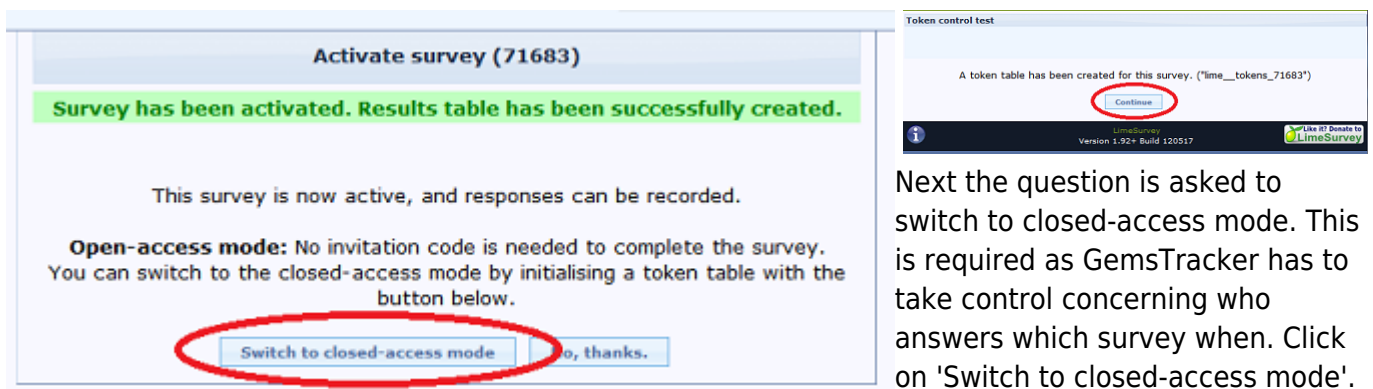 Activate survey (71683)
Survey has been activated. Results table has been successfully created.
This survey is now active, and responses can be recorded.
Open-access mode: No invitation code is needed to complete the survey.
You can switch to the closed-access mode by initialising a token table with the
button below.
Switch to closed-access mode
o, thanks.
Token control test
A token table has been created for this survey. ("lime__tokens_71683")
Continue
LimeSurvey
Version 1.92+ Build 120517
Like it? Donate to
LimeSurvey
Next the question is asked to
switch to closed-access mode. This
is required as GemsTracker has to
take control concerning who
answers which survey when. Click
on 'Switch to closed-access mode'.